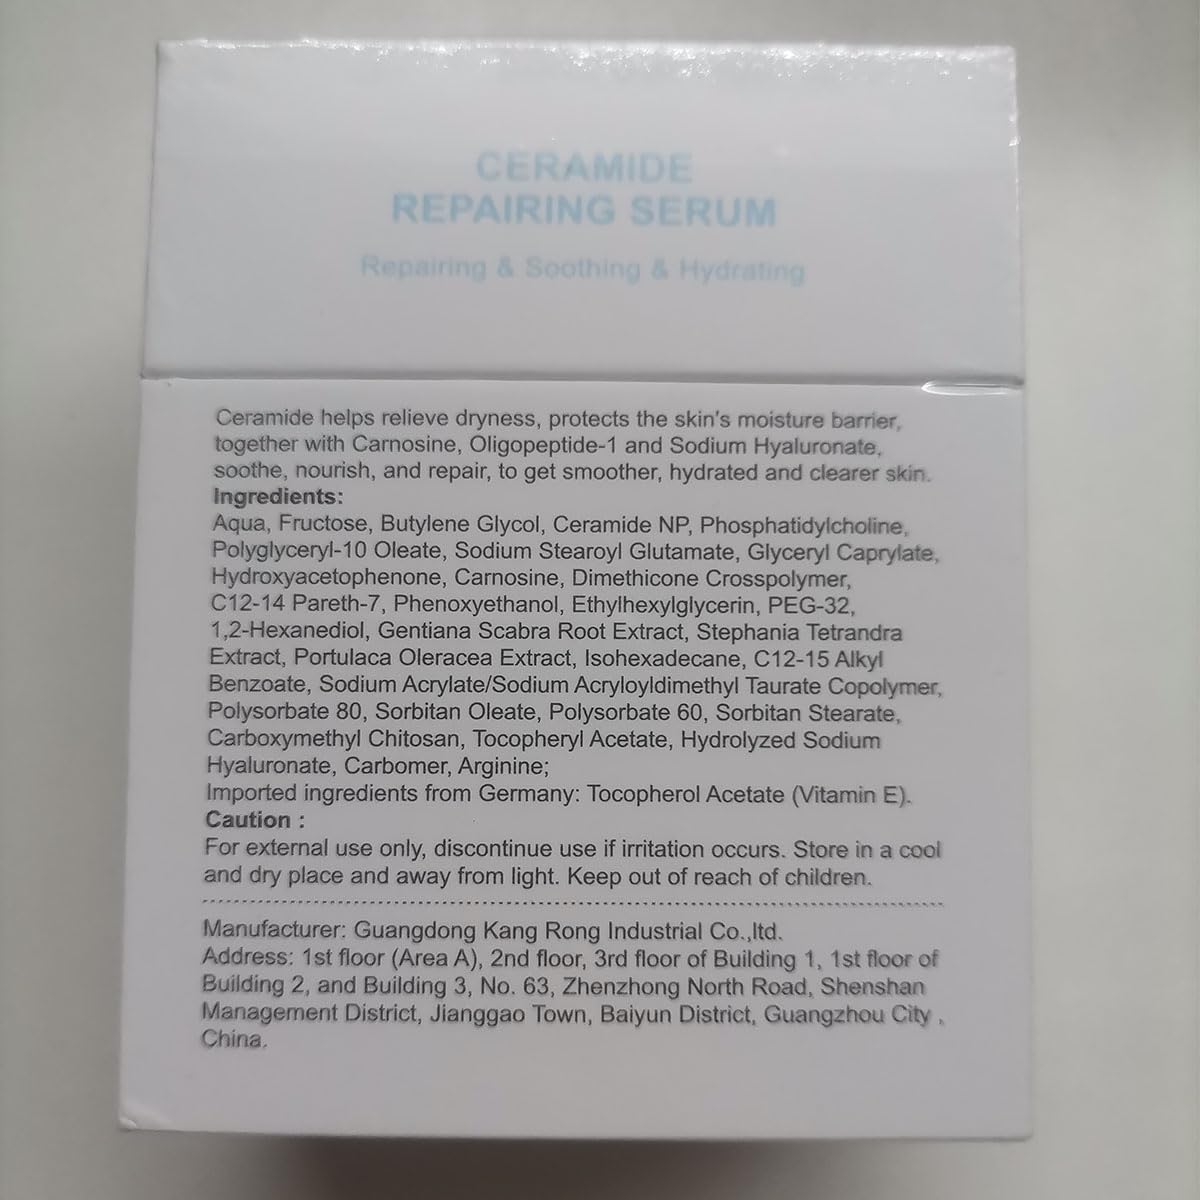 CERAMIDE
REPAIRING SERUM
Repairing & Soothing & Hydrating
Ceramide helps relieve dryness, protects the skin's moisture barrier,
together with Carnosine, Oligopeptide-1 and Sodium Hyaluronate,
soothe, nourish, and repair, to get smoother, hydrated and clearer skin.
Ingredients:
Aqua, Fructose, Butylene Glycol, Ceramide NP, Phosphatidylcholine,
Polyglyceryl-10 Oleate, Sodium Stearoyl Glutamate, Glyceryl Caprylate,
Hydroxyacetophenone, Carnosine, Dimethicone Crosspolymer,
C12-14 Pareth-7, Phenoxyethanol, Ethylhexylglycerin, PEG-32,
1,2-Hexanediol, Gentiana Scabra Root Extract, Stephania Tetrandra
Extract, Portulaca Oleracea Extract, Isohexadecane, C12-15 Alkyl
Benzoate, Sodium Acrylate/Sodium Acryloyldimethyl Taurate Copolymer,
Polysorbate 80, Sorbitan Oleate, Polysorbate 60, Sorbitan Stearate,
Carboxymethyl Chitosan, Tocopheryl Acetate, Hydrolyzed Sodium
Hyaluronate, Carbomer, Arginine;
Imported ingredients from Germany: Tocopherol Acetate (Vitamin E).
Caution :
For external use only, discontinue use if irritation occurs. Store in a cool
and dry place and away from light. Keep out of reach of children.
Manufacturer: Guangdong Kang Rong Industrial Co.,ltd.
Address: 1st floor (Area A), 2nd floor, 3rd floor of Building 1, 1st floor of
Building 2, and Building 3, No. 63, Zhenzhong North Road, Shenshan
Management District, Jianggao Town, Baiyun District, Guangzhou City ,
China.